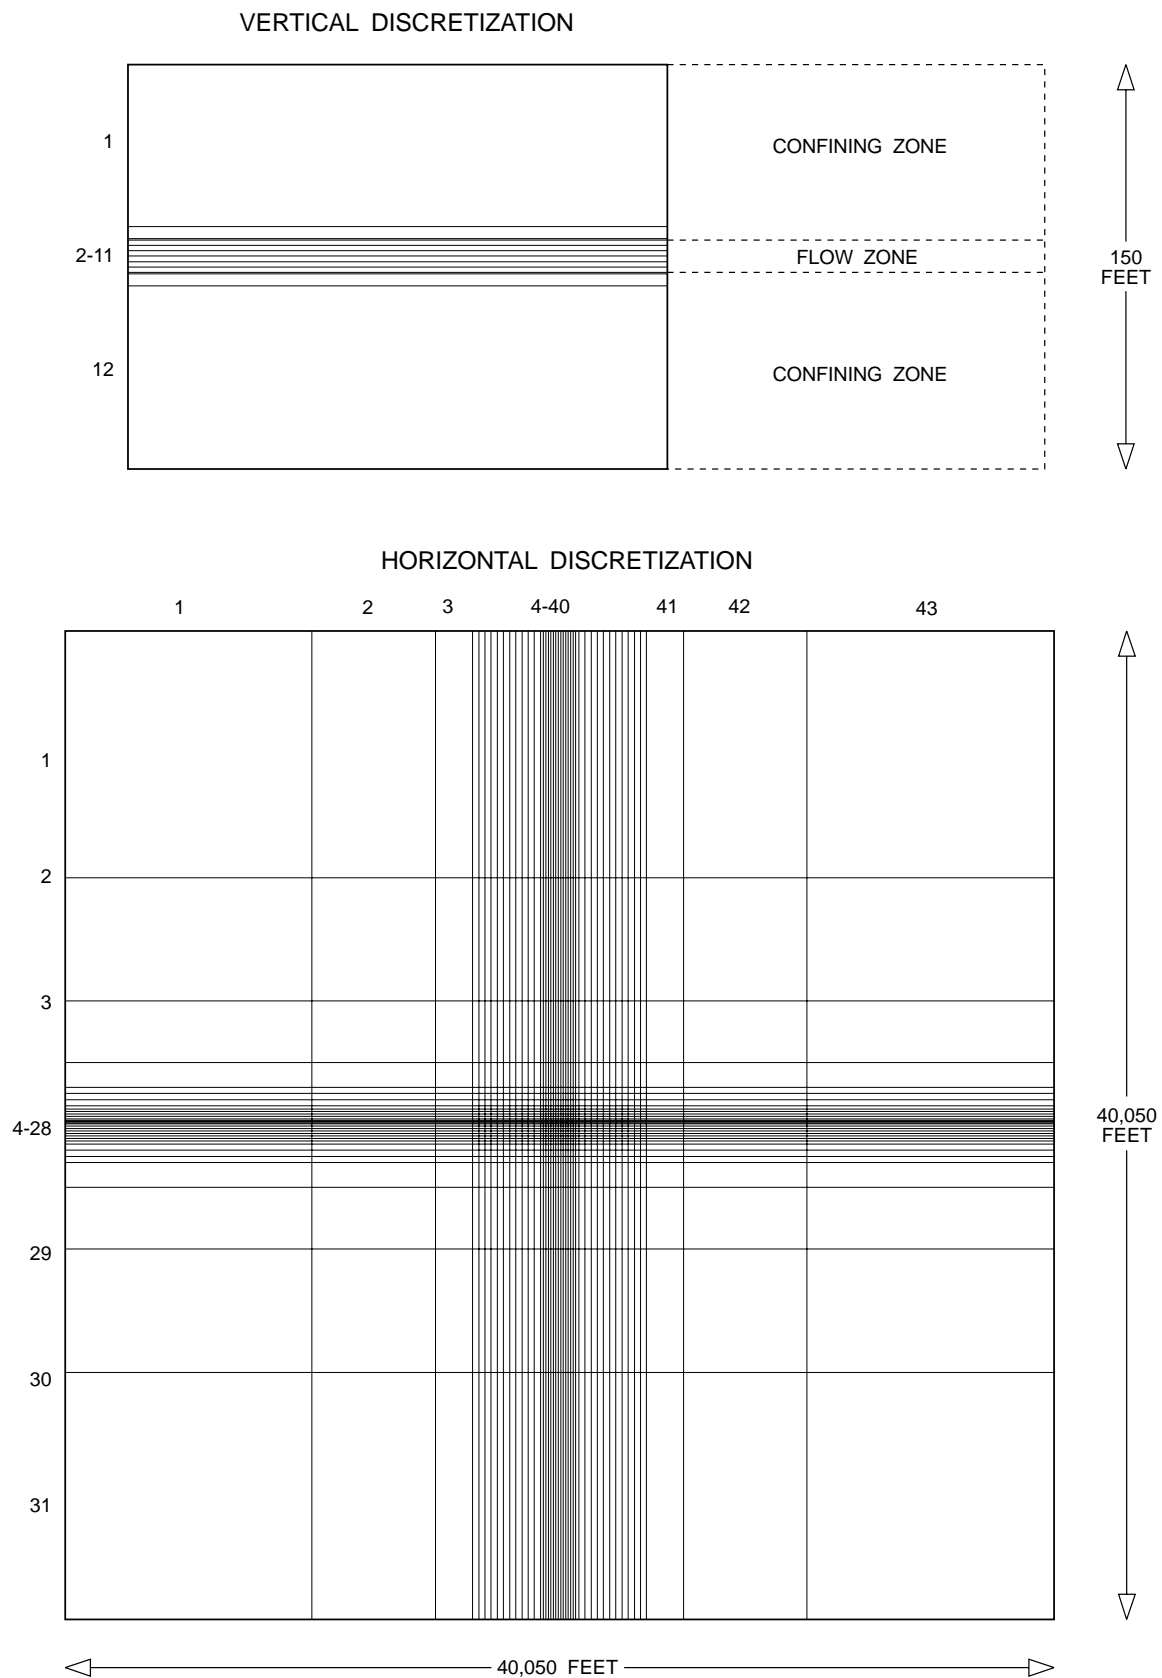 VERTICAL DISCRETIZATION
1
CONFINING ZONE
2-11
FLOW ZONE
150
FEET
12
CONFINING ZONE
HORIZONTAL DISCRETIZATION
1 2 3 4-40 41 42 43
1
2
3
4-28
40,050
FEET
29
30
31
40,050 FEET